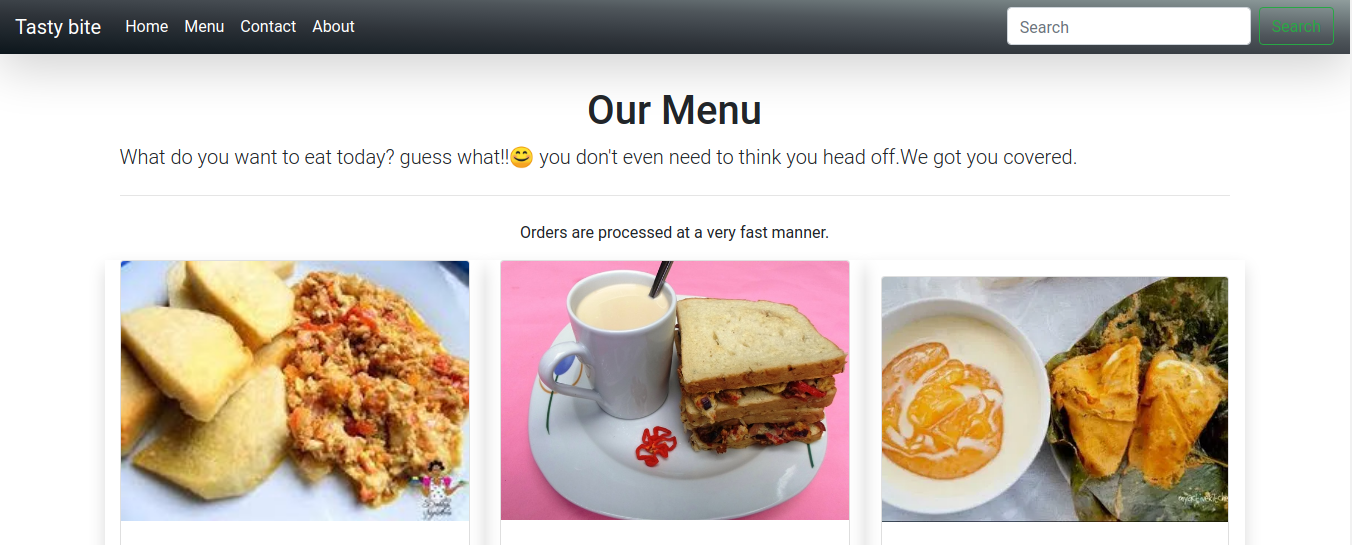 Tasty bite Home Menu Contact About Search Search
Our Menu
What do you want to eat today? guess what!!😊 you don't even need to think you head off.We got you covered.
Orders are processed at a very fast manner.